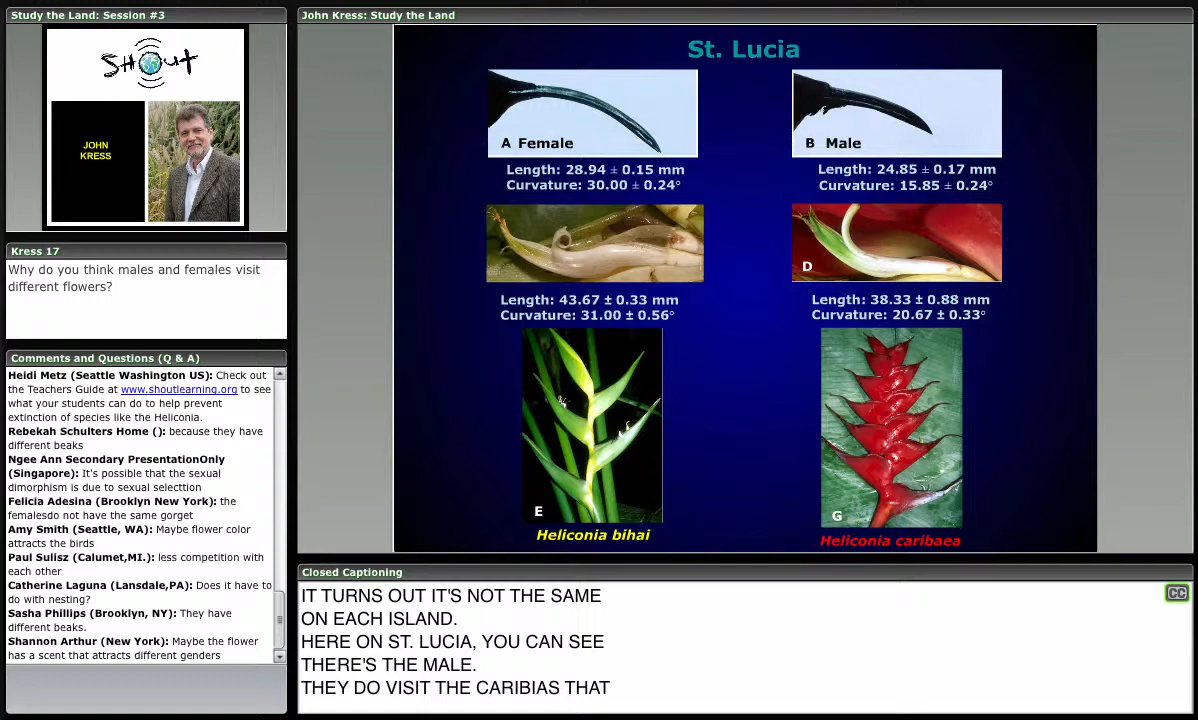 Study the Land: Session #3
SHOUT
JOHN
KRESS
Kress 17
Why do you think males and females visit
different flowers?
Comments and Questions (Q & A)
Heidi Metz (Seattle Washington US): Check out
the Teachers Guide at www.shoutlearning.org to see
what your students can do to help prevent
extinction of species like the Heliconia.
Rebekah Schulters Home (): because they have
different beaks
Ngee Ann Secondary PresentationOnly
(Singapore): It's possible that the sexual
dimorphism is due to sexual selecttion
Felicia Adesina (Brooklyn New York): the
femalesdo not have the same gorget
Amy Smith (Seattle, WA): Maybe flower color
attracts the birds
Paul Sulisz (Calumet,MI.): less competition with
each other
Catherine Laguna (Lansdale,PA): Does it have to
do with nesting?
Sasha Phillips (Brooklyn, NY): They have
different beaks.
Shannon Arthur (New York): Maybe the flower
has a scent that attracts different genders
John Kress: Study the Land
St. Lucia
A Female
B Male
Length: 28.94 ± 0.15 mm
Curvature: 30.00 ± 0.24°
Length: 24.85 ± 0.17 mm
Curvature: 15.85 ± 0.24°
D
Length: 43.67 ± 0.33 mm
Curvature: 31.00 ± 0.56°
Length: 38.33 ± 0.88 mm
Curvature: 20.67 ± 0.33°
E
G
Heliconia bihai
Heliconia caribaea
Closed Captioning
CC
IT TURNS OUT IT'S NOT THE SAME
ON EACH ISLAND.
HERE ON ST. LUCIA, YOU CAN SEE
THERE'S THE MALE.
THEY DO VISIT THE CARIBIAS THAT